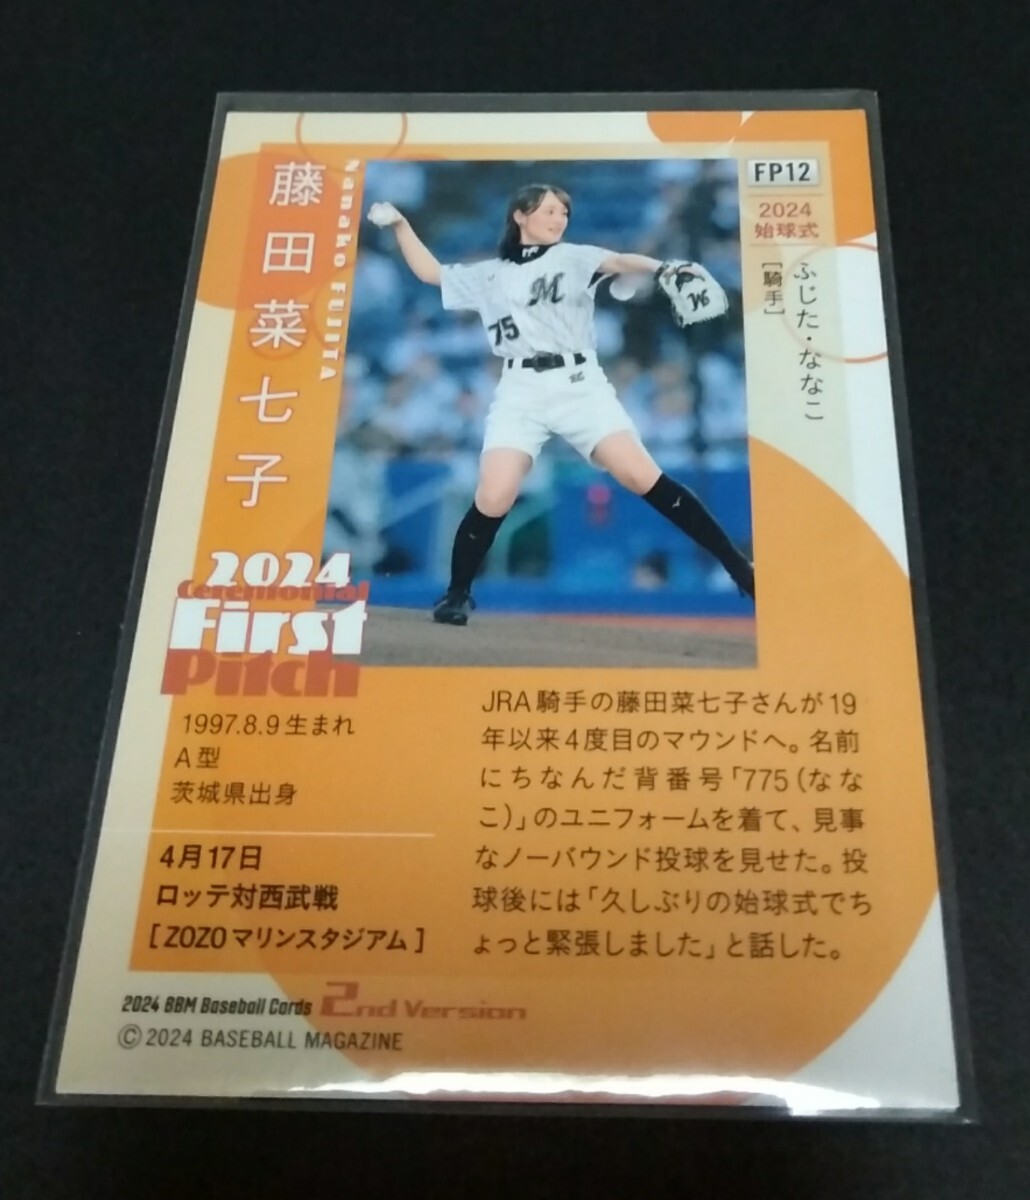 藤田菜七子
Nanako FUJITA
FP12
2024
始球式
ふじた・ななこ
[騎手]
M
75
M
2024
Ceremonial
First
Pitch
1997.8.9生まれ
A型
茨城県出身
4月17日
ロッテ対西武戦
[ZOZOマリンスタジアム]
JRA騎手の藤田菜七子さんが19
年以来4度目のマウンドへ。名前
にちなんだ背番号「775(なな
こ)」のユニフォームを着て、見事
なノーバウンド投球を見せた。投
球後には「久しぶりの始球式でち
ょっと緊張しました」と話した。
2024 BBM Baseball Cards 2nd Version
© 2024 BASEBALL MAGAZINE